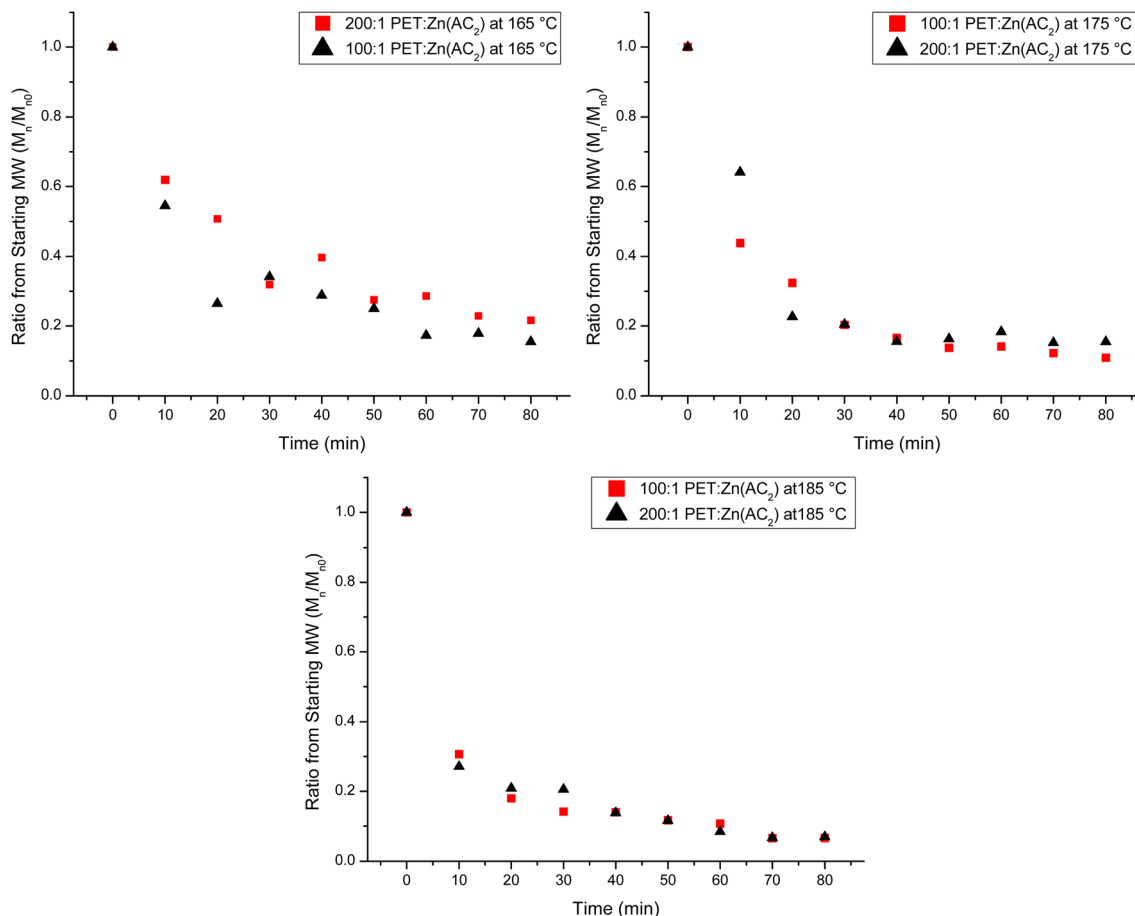 200:1 PET:Zn(AC2) at 165 °C
100:1 PET:Zn(AC2) at 165 °C
1.0
0.8
0.6
0.4
0.2
0.0
Ratio from Starting MW (Mn/Mn0)
0 10 20 30 40 50 60 70 80
Time (min)
100:1 PET:Zn(AC2) at 175 °C
200:1 PET:Zn(AC2) at 175 °C
1.0
0.8
0.6
0.4
0.2
0.0
Ratio from Starting MW (Mn/Mn0)
0 10 20 30 40 50 60 70 80
Time (min)
100:1 PET:Zn(AC2) at185 °C
200:1 PET:Zn(AC2) at185 °C
1.0
0.8
0.6
0.4
0.2
0.0
Ratio from Starting MW (Mn/Mn0)
0 10 20 30 40 50 60 70 80
Time (min)